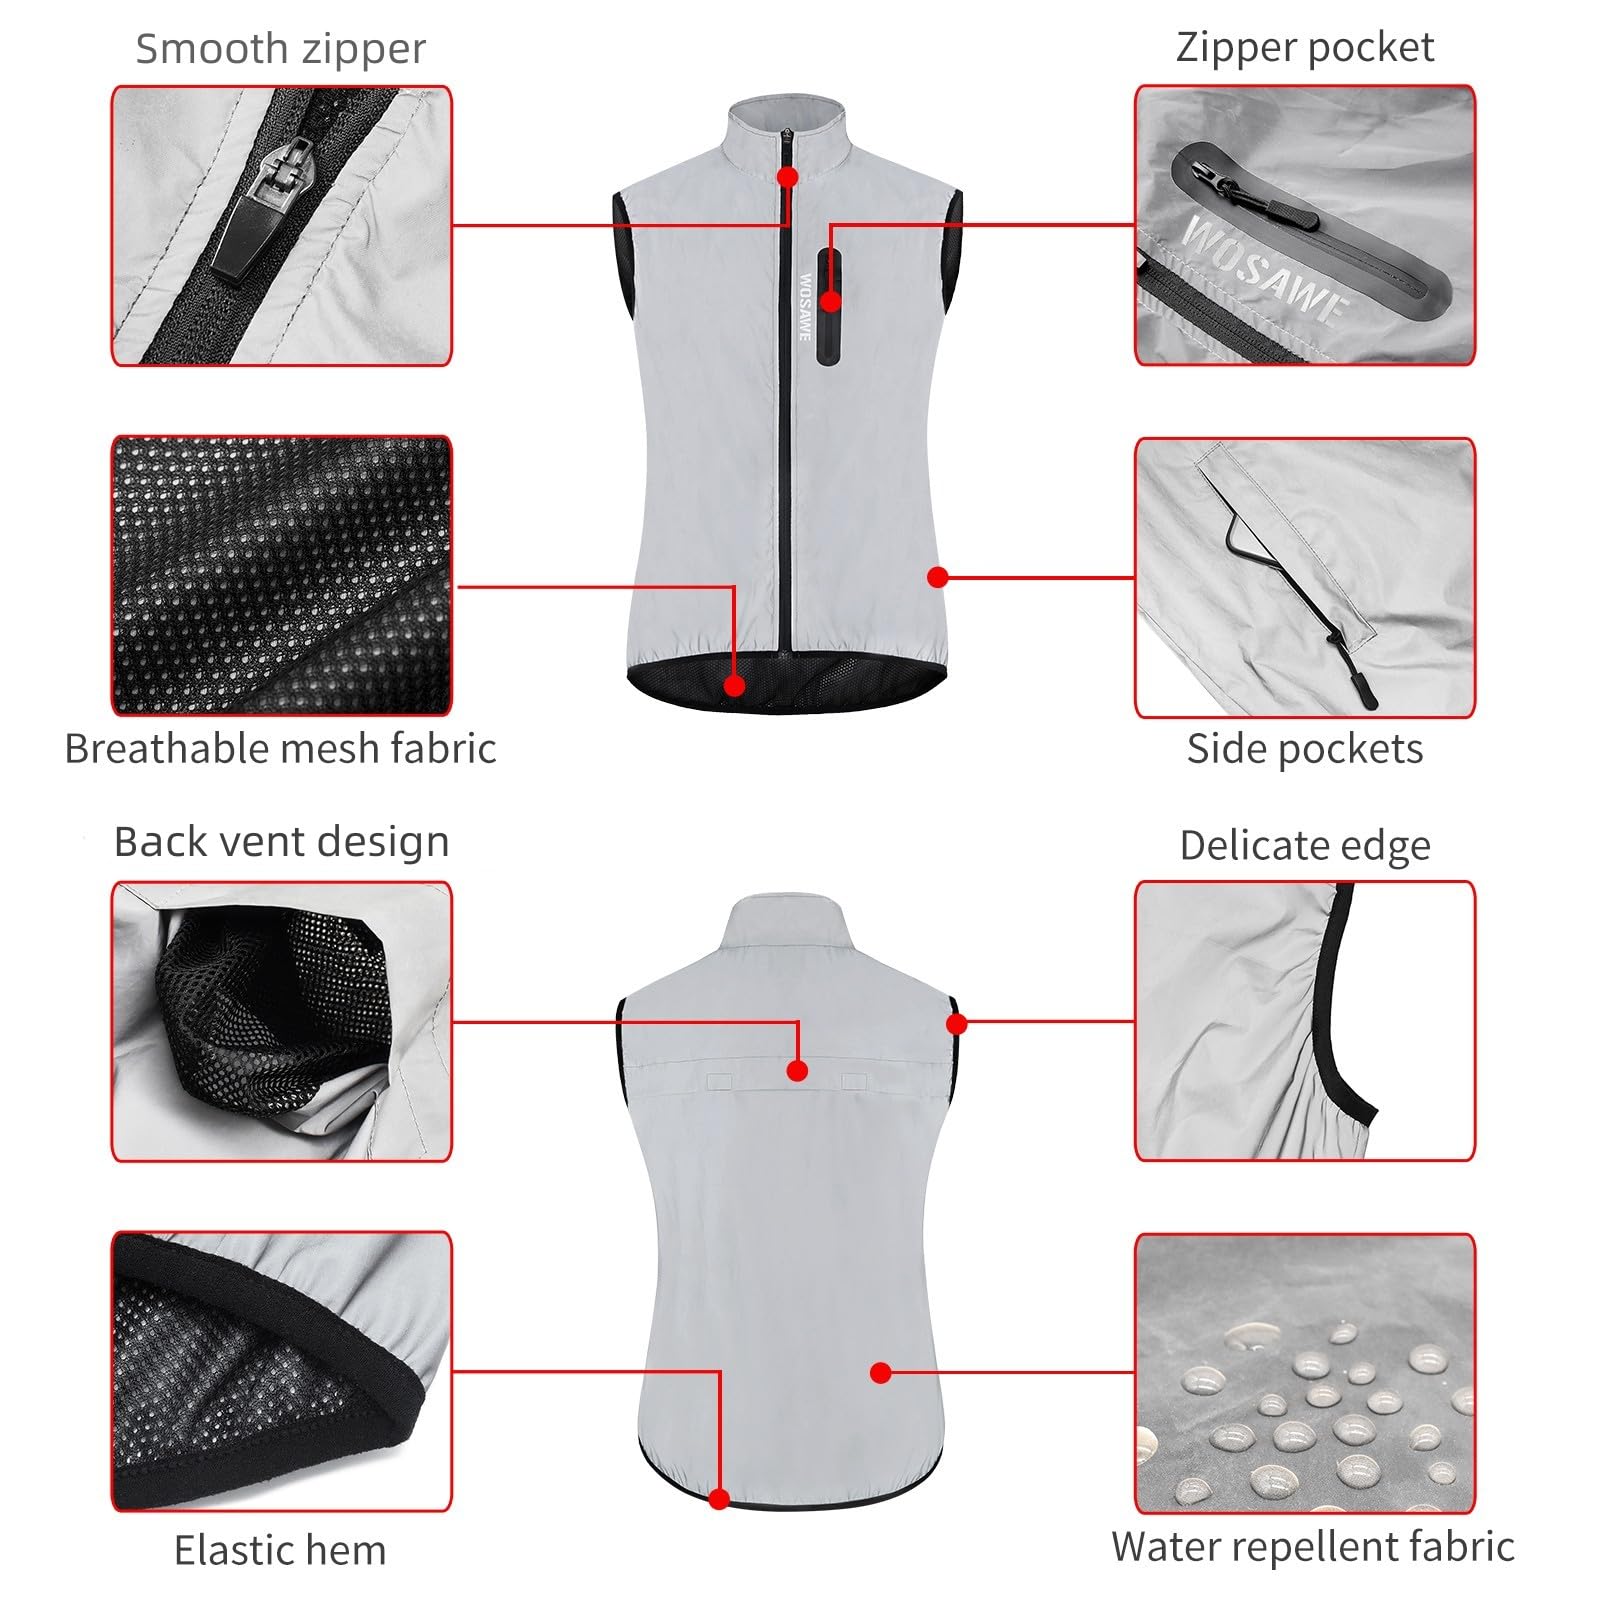 Smooth zipper
Zipper pocket
WOSAWE
WOSAWE
Breathable mesh fabric
Side pockets
Back vent design
Delicate edge
Elastic hem
Water repellent fabric